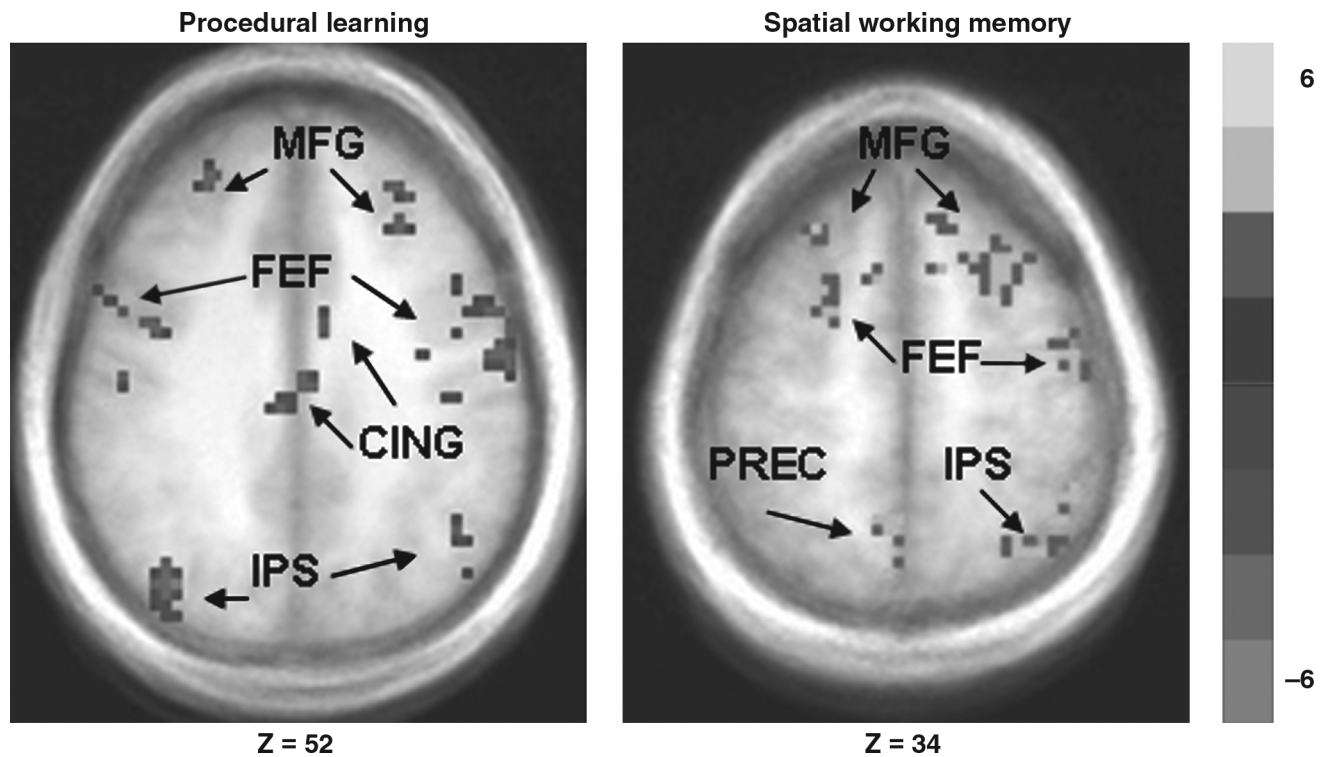 Procedural learning
MFG
FEF
CING
IPS
Z = 52
Spatial working memory
MFG
FEF
PREC
IPS
Z = 34
6
–6